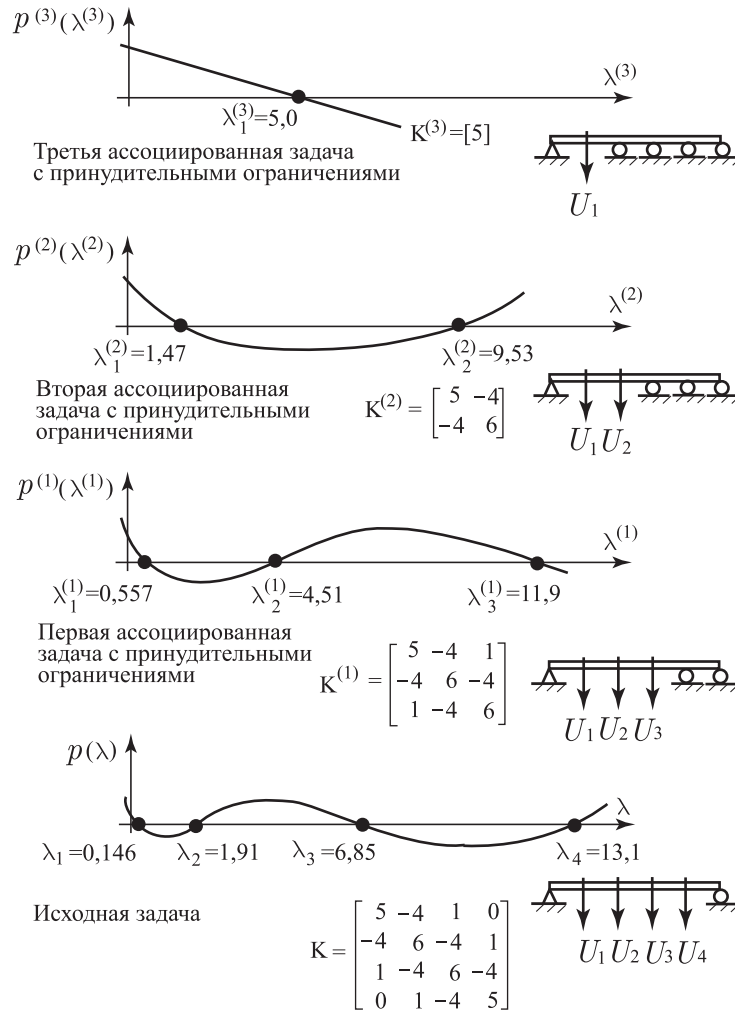 p⁽³⁾(λ⁽³⁾)
λ⁽³⁾
λ₁⁽³⁾=5,0
K⁽³⁾=[5]
Третья ассоциированная задача
с принудительными ограничениями
U₁
p⁽²⁾(λ⁽²⁾)
λ⁽²⁾
λ₁⁽²⁾=1,47
λ₂⁽²⁾=9,53
Вторая ассоциированная
задача с принудительными
ограничениями
K⁽²⁾ =
5 −4
−4 6
U₁ U₂
p⁽¹⁾(λ⁽¹⁾)
λ⁽¹⁾
λ₁⁽¹⁾=0,557
λ₂⁽¹⁾=4,51
λ₃⁽¹⁾=11,9
Первая ассоциированная
задача с принудительными
ограничениями
K⁽¹⁾ =
5 −4 1
−4 6 −4
1 −4 6
U₁ U₂ U₃
p(λ)
λ
λ₁=0,146
λ₂=1,91
λ₃=6,85
λ₄=13,1
Исходная задача
K=
5 −4 1 0
−4 6 −4 1
1 −4 6 −4
0 1 −4 5
U₁ U₂ U₃ U₄